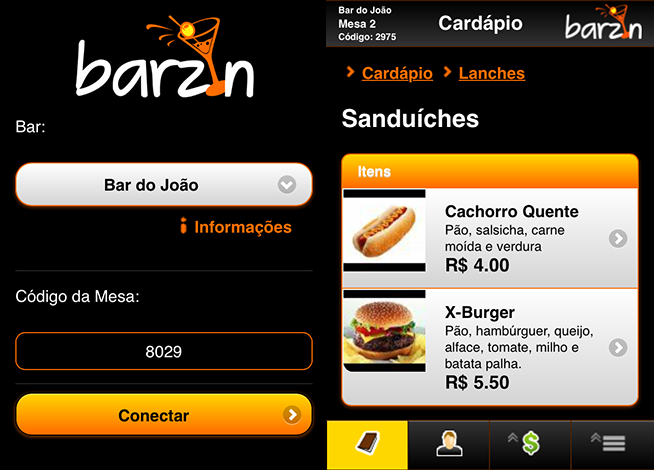 barzin
Bar:
Bar do João
Informações
Código da Mesa:
8029
Conectar
Bar do João
Mesa 2
Código: 2975
Cardápio
barzin
Cardápio
Lanches
Sanduíches
Itens
Cachorro Quente
Pão, salsicha, carne
moída e verdura
R$ 4.00
X-Burger
Pão, hambúrguer, queijo,
alface, tomate, milho e
batata palha.
R$ 5.50
$